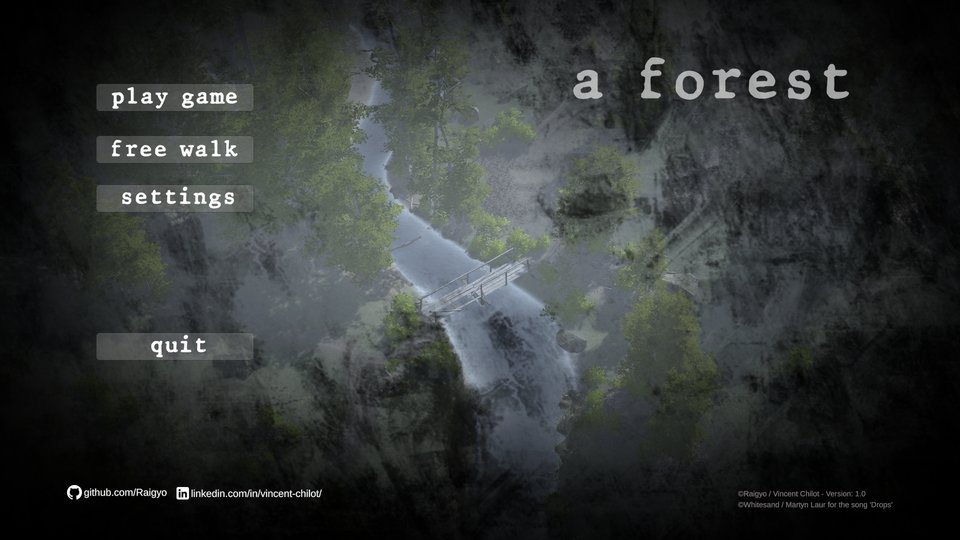 a forest
play game
free walk
settings
quit
github.com/Raigyo
linkedin.com/in/vincent-chilot/
©Raigyo / Vincent Chilot - Version: 1.0
©Whitesand / Martyn Laur for the song 'Drops'